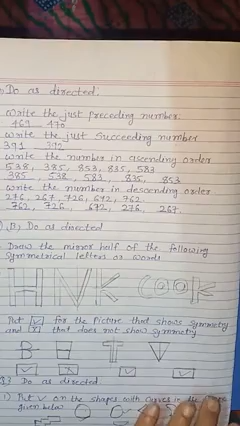 Do as directed.
write the just preceding number.
469 470
write the just succeeding number
391 392
write the number in ascending order
538, 385, 853, 835, 583
385, 538, 583, 835, 853
write the number in descending order
276, 267, 726, 672, 762
762, 726, 672, 276, 267
B) Do as directed
Draw the mirror half of the following
symmetrical letters or words
H N K COOK
Put ✓ for the picture that shows symmetry
and X that does not show symmetry
B
✓ X ✓ ✓
Do as directed
1) Put ✓ on the shapes with curves in the
given below